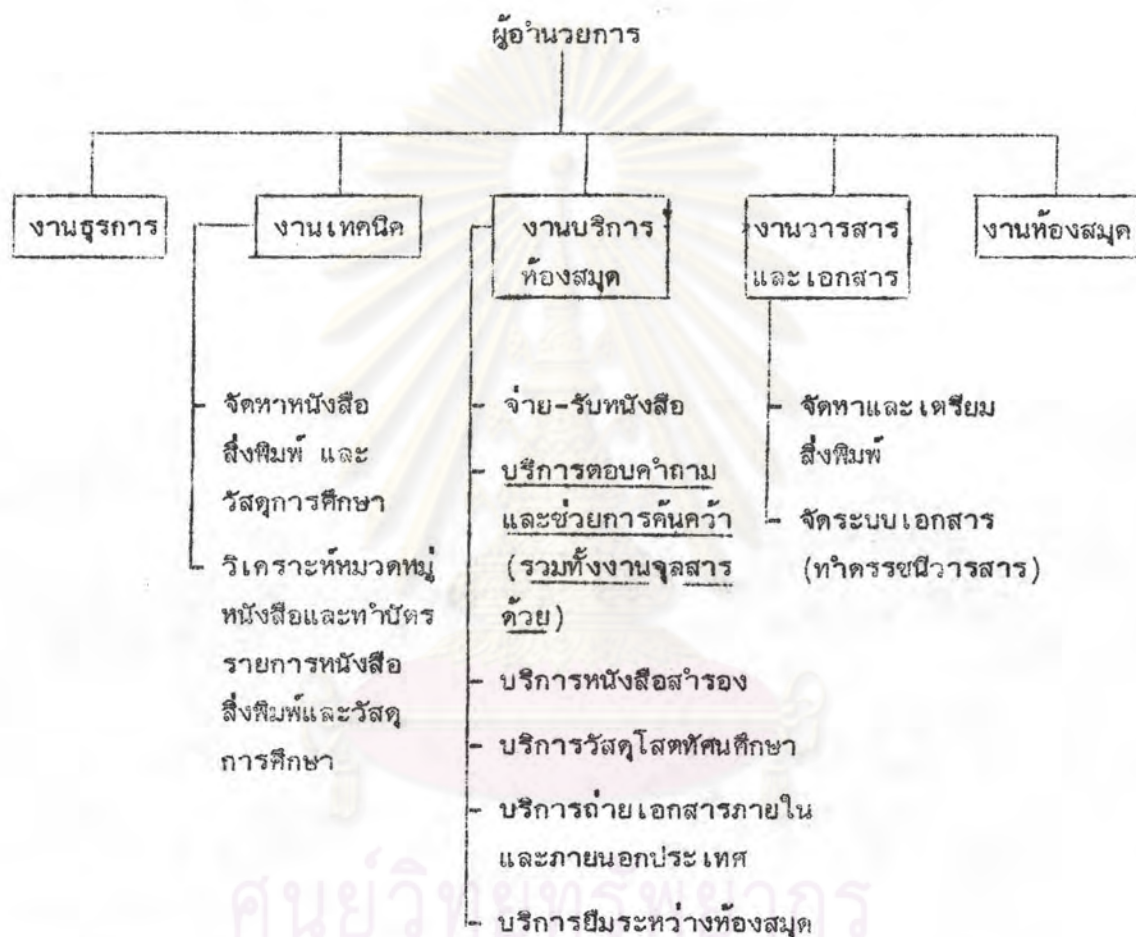 ผู้อำนวยการ
งานธุรการ
งานเทคนิค
งานบริการ
ห้องสมุด
งานวารสาร
และเอกสาร
งานห้องสมุด
- จัดหาหนังสือ
สิ่งพิมพ์ และ
วัสดุการศึกษา
- วิเคราะห์หมวดหมู่
หนังสือและทำบัตร
รายการหนังสือ
สิ่งพิมพ์และวัสดุ
การศึกษา
- จ่าย-รับหนังสือ
- บริการตอบคำถาม
และช่วยการค้นคว้า
(รวมทั้งงานจุลสาร
ด้วย)
- บริการหนังสือสำรอง
- บริการวัสดุโสตทัศนศึกษา
- บริการถ่ายเอกสารภายใน
และภายนอกประเทศ
- บริการยืมระหว่างห้องสมุด
- จัดหาและเตรียม
สิ่งพิมพ์
- จัดระบบเอกสาร
(ทำดรรชนีวารสาร)
ศูนย์วิทยทรัพยากร